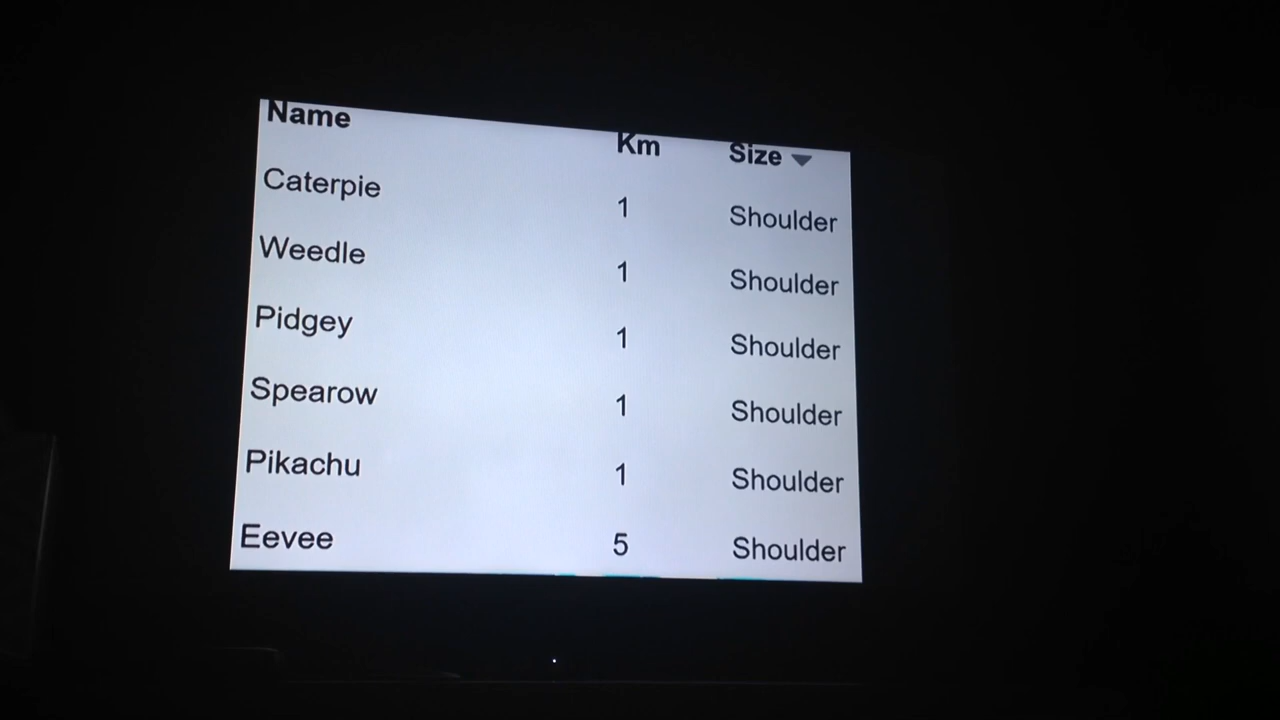 Name Km Size
Caterpie 1 Shoulder
Weedle 1 Shoulder
Pidgey 1 Shoulder
Spearow 1 Shoulder
Pikachu 1 Shoulder
Eevee 5 Shoulder